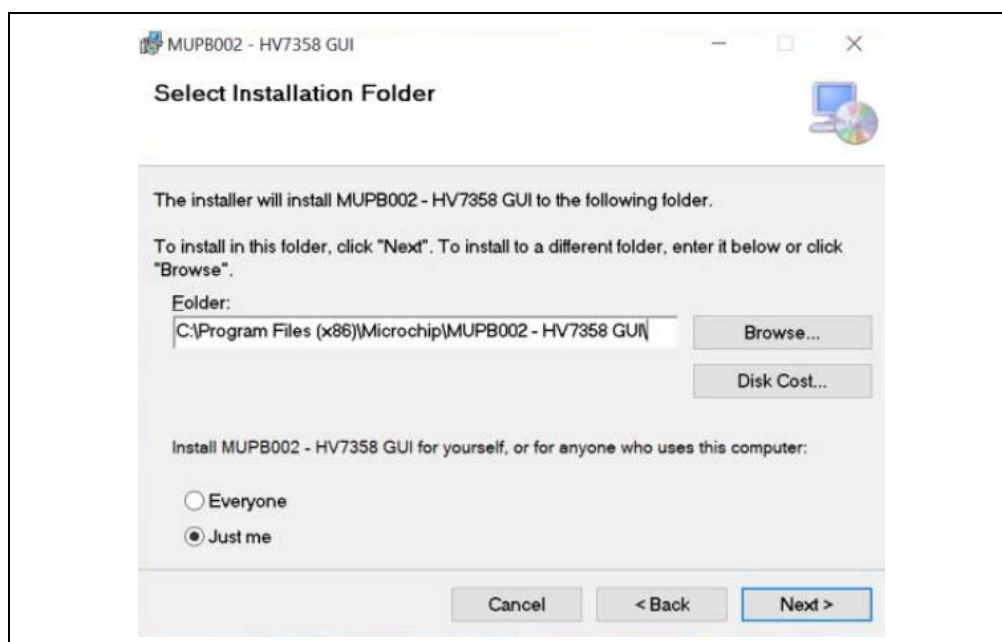 MUPB002 - HV7358 GUI
Select Installation Folder
The installer will install MUPB002 - HV7358 GUI to the following folder.
To install in this folder, click "Next". To install to a different folder, enter it below or click
"Browse".
Folder:
C:\Program Files (x86)\Microchip\MUPB002 - HV7358 GUI\
Browse...
Disk Cost...
Install MUPB002 - HV7358 GUI for yourself, or for anyone who uses this computer:
Everyone
Just me
Cancel
< Back
Next >